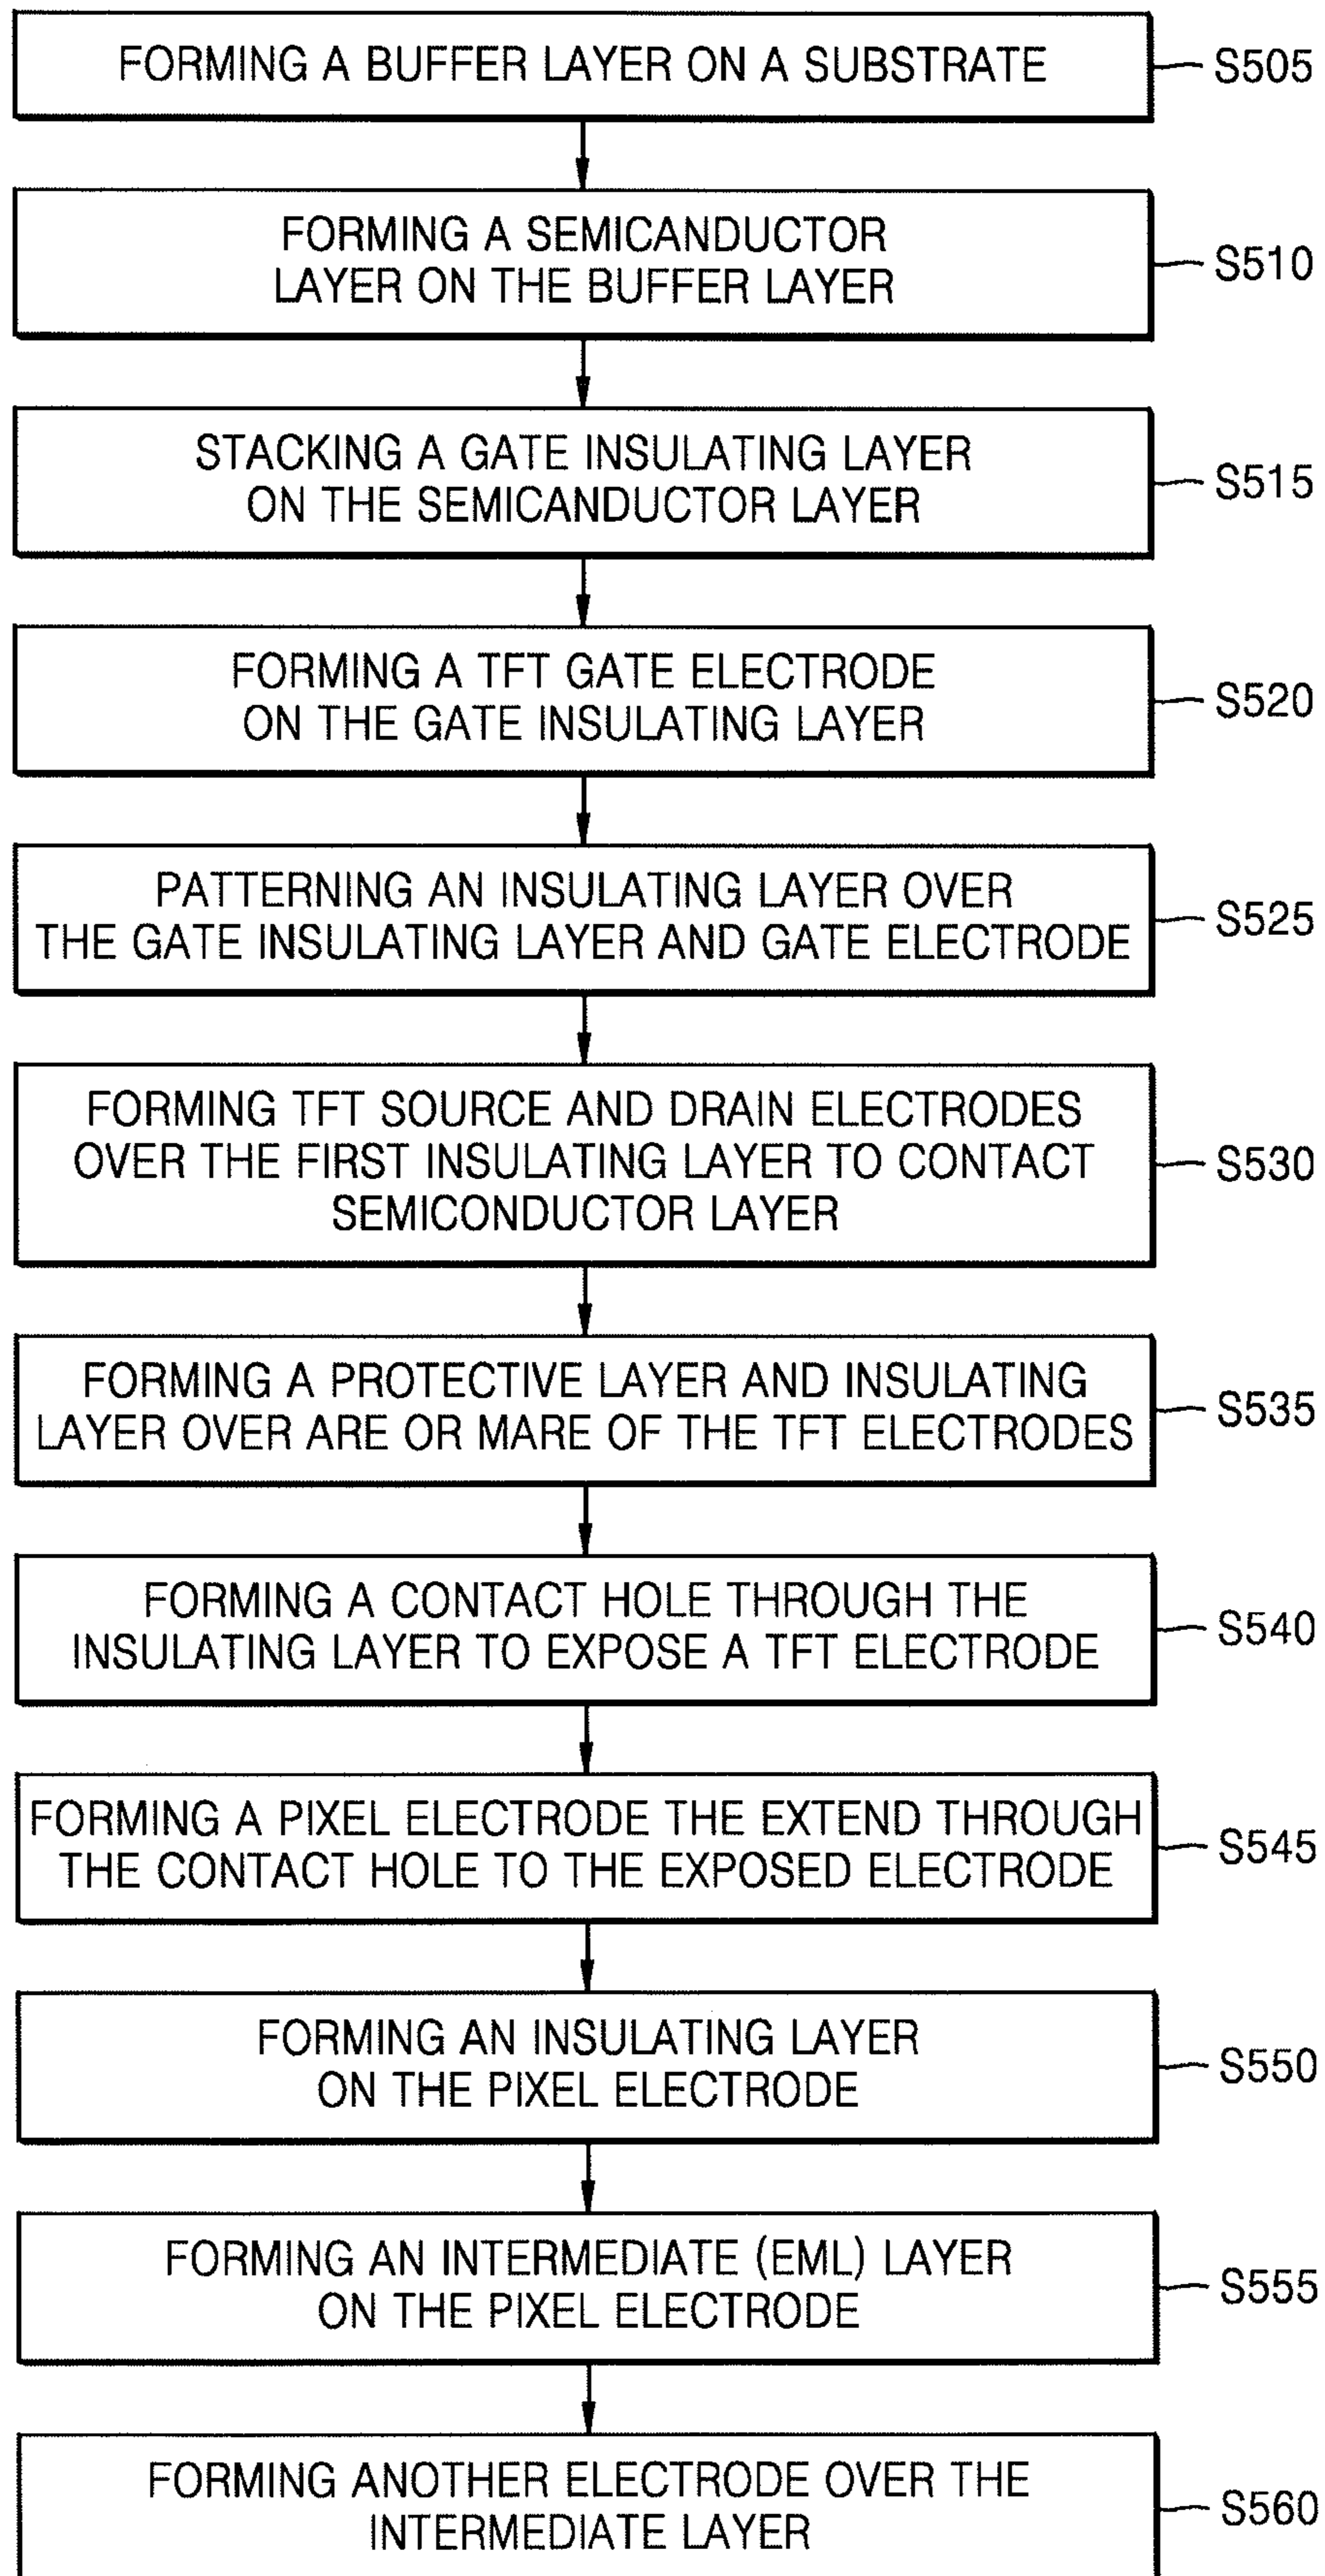 FORMING A BUFFER LAYER ON A SUBSTRATE
S505
FORMING A SEMICANDUCTOR
LAYER ON THE BUFFER LAYER
S510
STACKING A GATE INSULATING LAYER
ON THE SEMICANDUCTOR LAYER
S515
FORMING A TFT GATE ELECTRODE
ON THE GATE INSULATING LAYER
S520
PATTERNING AN INSULATING LAYER OVER
THE GATE INSULATING LAYER AND GATE ELECTRODE
S525
FORMING TFT SOURCE AND DRAIN ELECTRODES
OVER THE FIRST INSULATING LAYER TO CONTACT
SEMICONDUCTOR LAYER
S530
FORMING A PROTECTIVE LAYER AND INSULATING
LAYER OVER ARE OR MARE OF THE TFT ELECTRODES
S535
FORMING A CONTACT HOLE THROUGH THE
INSULATING LAYER TO EXPOSE A TFT ELECTRODE
S540
FORMING A PIXEL ELECTRODE THE EXTEND THROUGH
THE CONTACT HOLE TO THE EXPOSED ELECTRODE
S545
FORMING AN INSULATING LAYER
ON THE PIXEL ELECTRODE
S550
FORMING AN INTERMEDIATE (EML) LAYER
ON THE PIXEL ELECTRODE
S555
FORMING ANOTHER ELECTRODE OVER THE
INTERMEDIATE LAYER
S560